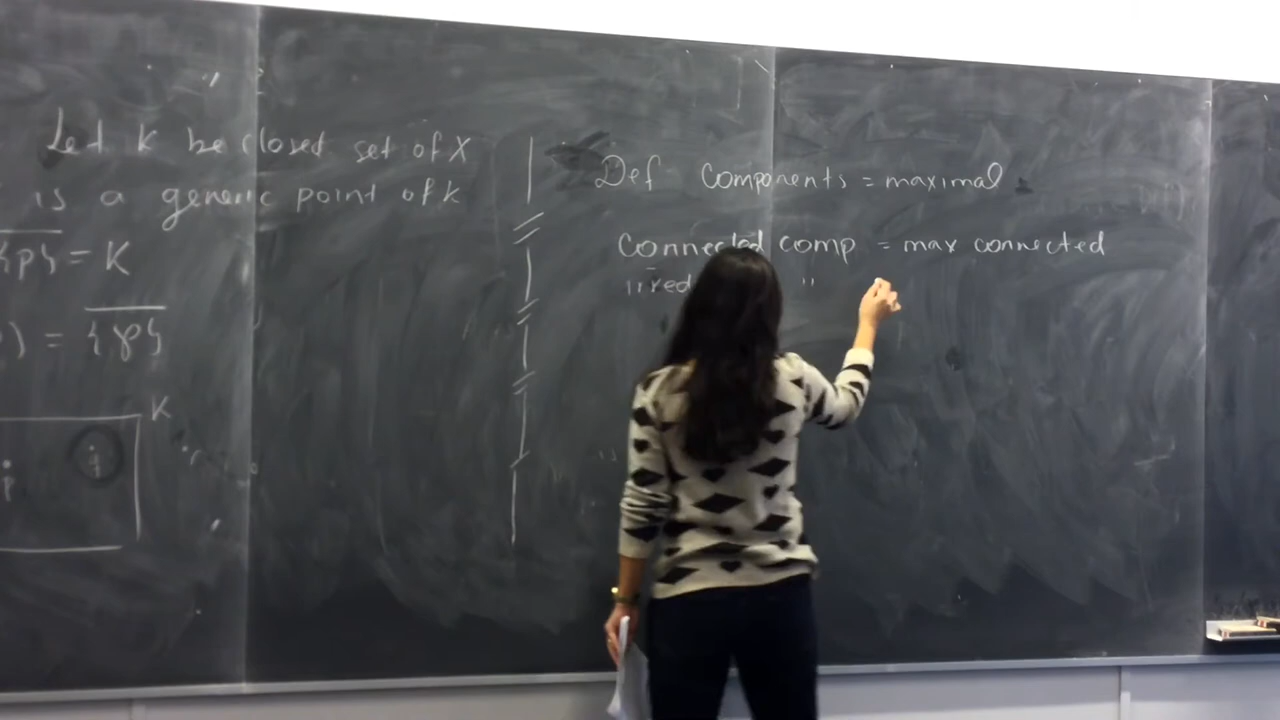 Let K be closed set of X
is a generic point of K
{p} = K
) = {℘}
K
Def Components = maximal
Connected comp = max connected
irred "